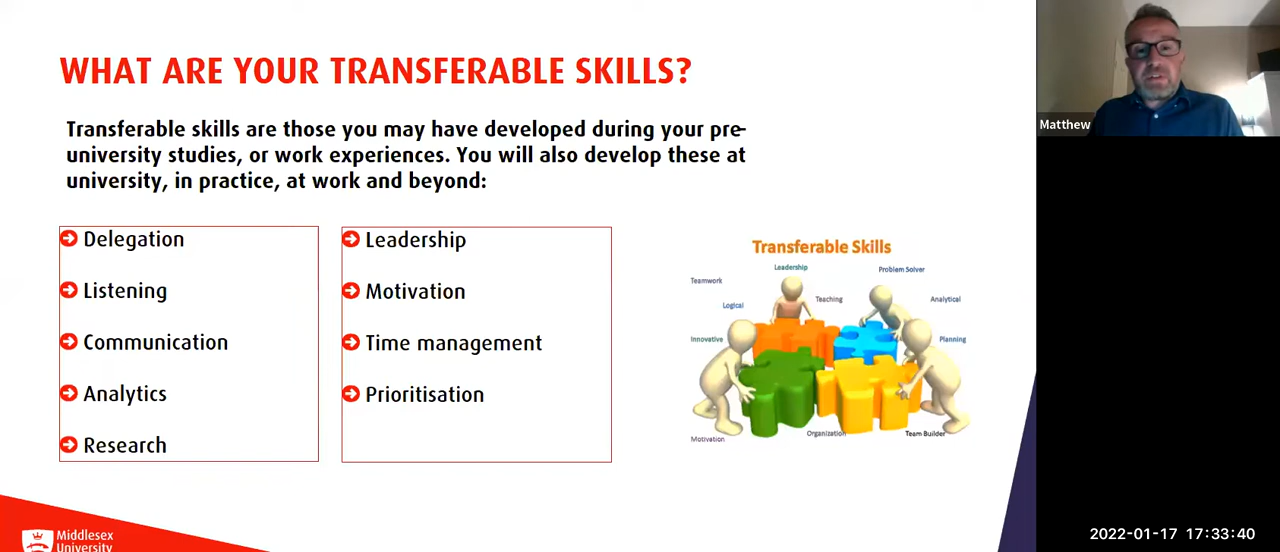 WHAT ARE YOUR TRANSFERABLE SKILLS?
Transferable skills are those you may have developed during your pre-
university studies, or work experiences. You will also develop these at
university, in practice, at work and beyond:
Delegation
Listening
Communication
Analytics
Research
Leadership
Motivation
Time management
Prioritisation
Transferable Skills
Leadership
Problem Solver
Teamwork
Teaching
Analytical
Logical
Innovative
Planning
Motivation
Organization
Team Builder
Middlesex
University
Matthew
2022-01-17 17:33:40